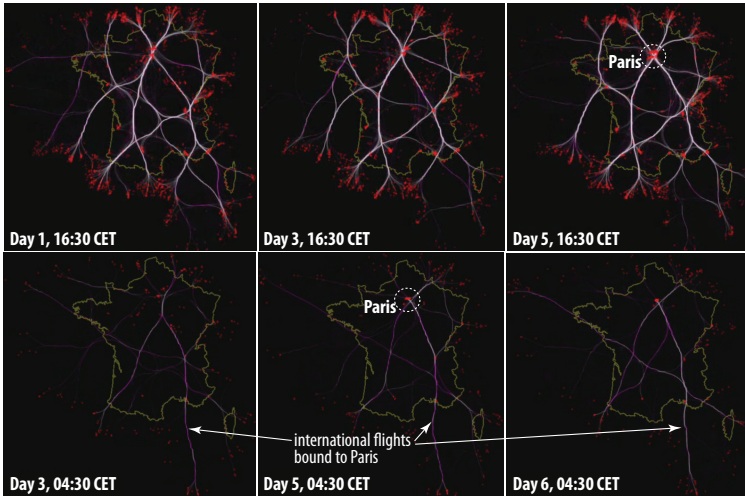 Paris
Day 1, 16:30 CET
Day 3, 16:30 CET
Day 5, 16:30 CET
Paris
international flights
bound to Paris
Day 3, 04:30 CET
Day 5, 04:30 CET
Day 6, 04:30 CET